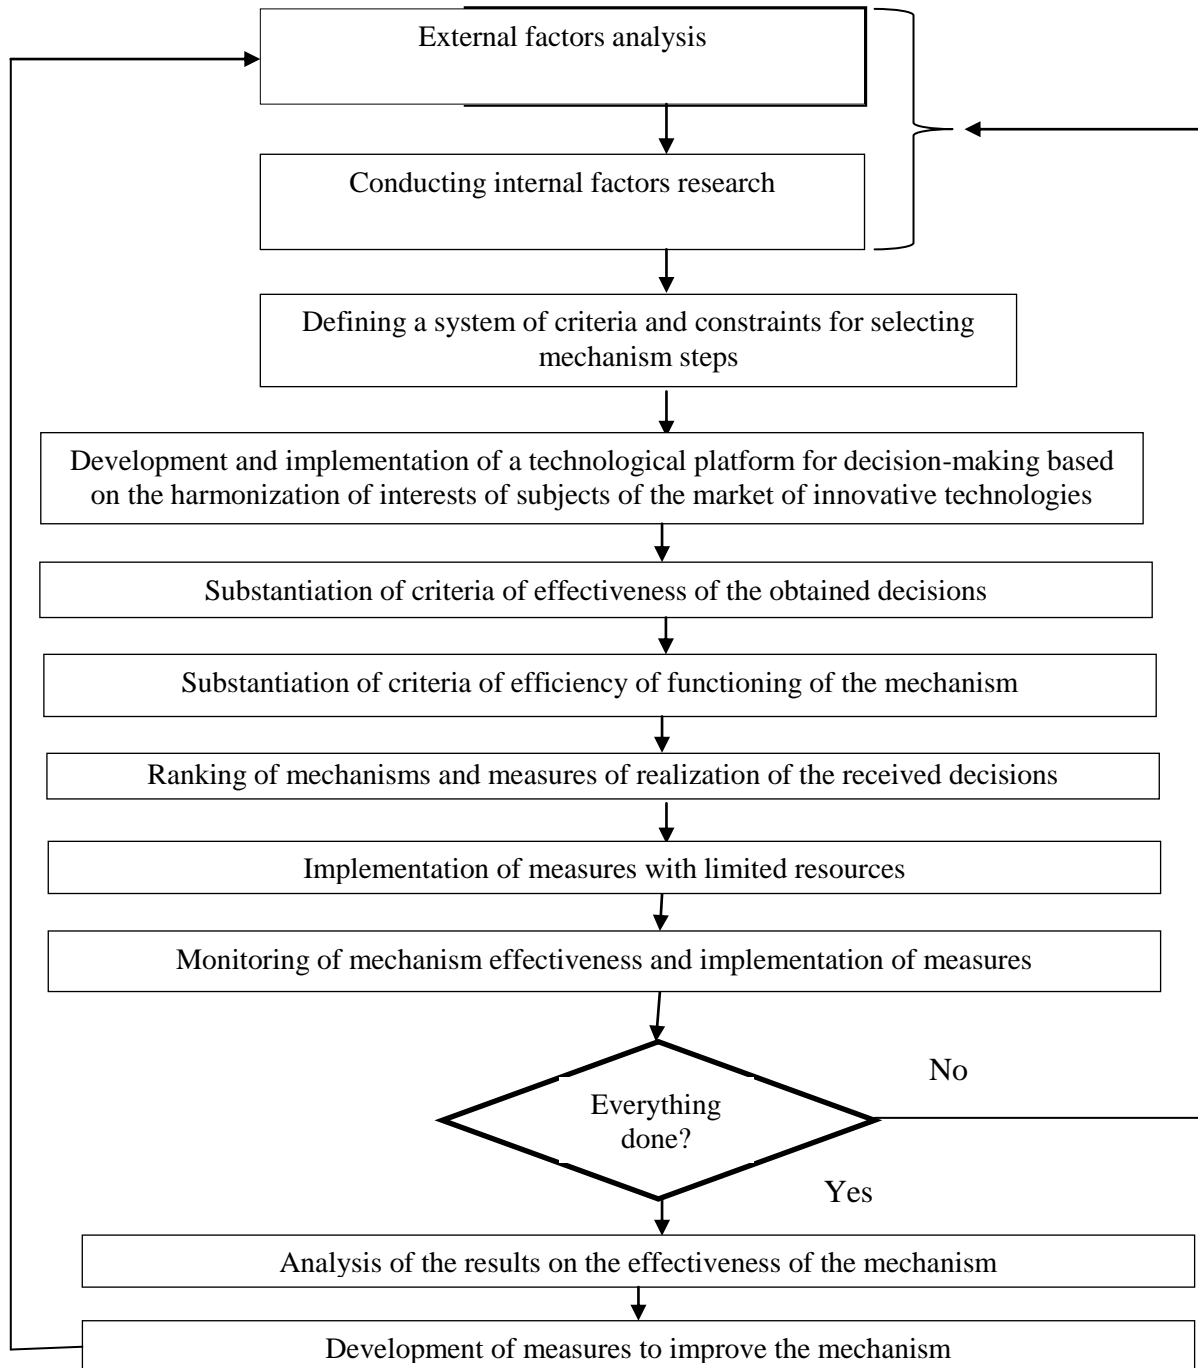 External factors analysis
Conducting internal factors research
Defining a system of criteria and constraints for selecting
mechanism steps
Development and implementation of a technological platform for decision-making based
on the harmonization of interests of subjects of the market of innovative technologies
Substantiation of criteria of effectiveness of the obtained decisions
Substantiation of criteria of efficiency of functioning of the mechanism
Ranking of mechanisms and measures of realization of the received decisions
Implementation of measures with limited resources
Monitoring of mechanism effectiveness and implementation of measures
No
Everything
done?
Yes
Analysis of the results on the effectiveness of the mechanism
Development of measures to improve the mechanism